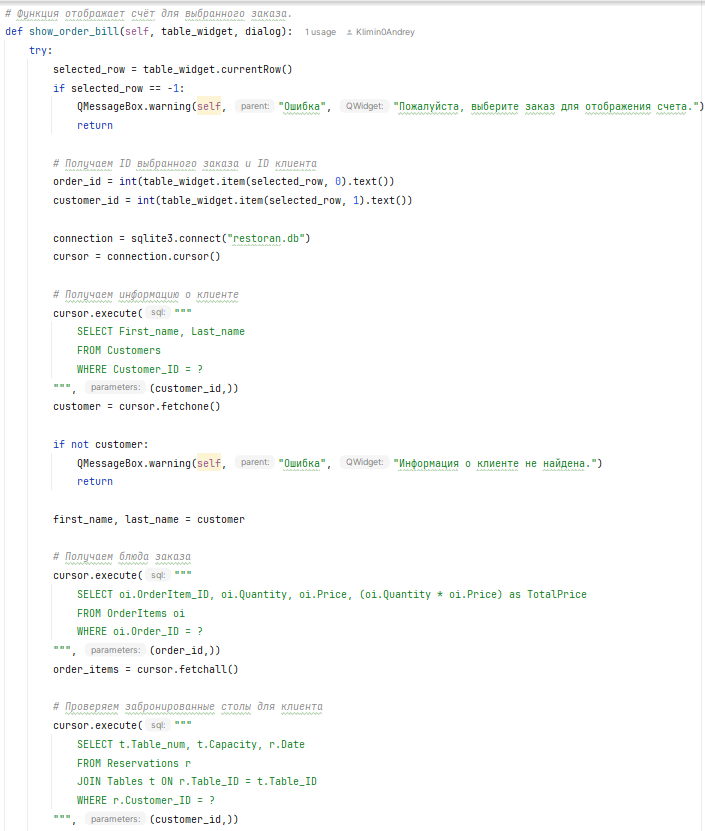 # Функция отображает счёт для выбранного заказа.
def show_order_bill(self, table_widget, dialog): 1 usage Klimin0Andrey
try:
selected_row = table_widget.currentRow()
if selected_row == -1:
QMessageBox.warning(self, parent: "Ошибка", QWidget: "Пожалуйста, выберите заказ для отображения счета.")
return
# Получаем ID выбранного заказа и ID клиента
order_id = int(table_widget.item(selected_row, 0).text())
customer_id = int(table_widget.item(selected_row, 1).text())
connection = sqlite3.connect("restoran.db")
cursor = connection.cursor()
# Получаем информацию о клиенте
cursor.execute( sql: """
SELECT First_name, Last_name
FROM Customers
WHERE Customer_ID = ?
""", parameters: (customer_id,))
customer = cursor.fetchone()
if not customer:
QMessageBox.warning(self, parent: "Ошибка", QWidget: "Информация о клиенте не найдена.")
return
first_name, last_name = customer
# Получаем блюда заказа
cursor.execute( sql: """
SELECT oi.OrderItem_ID, oi.Quantity, oi.Price, (oi.Quantity * oi.Price) as TotalPrice
FROM OrderItems oi
WHERE oi.Order_ID = ?
""", parameters: (order_id,))
order_items = cursor.fetchall()
# Проверяем забронированные столы для клиента
cursor.execute( sql: """
SELECT t.Table_num, t.Capacity, r.Date
FROM Reservations r
JOIN Tables t ON r.Table_ID = t.Table_ID
WHERE r.Customer_ID = ?
""", parameters: (customer_id,))